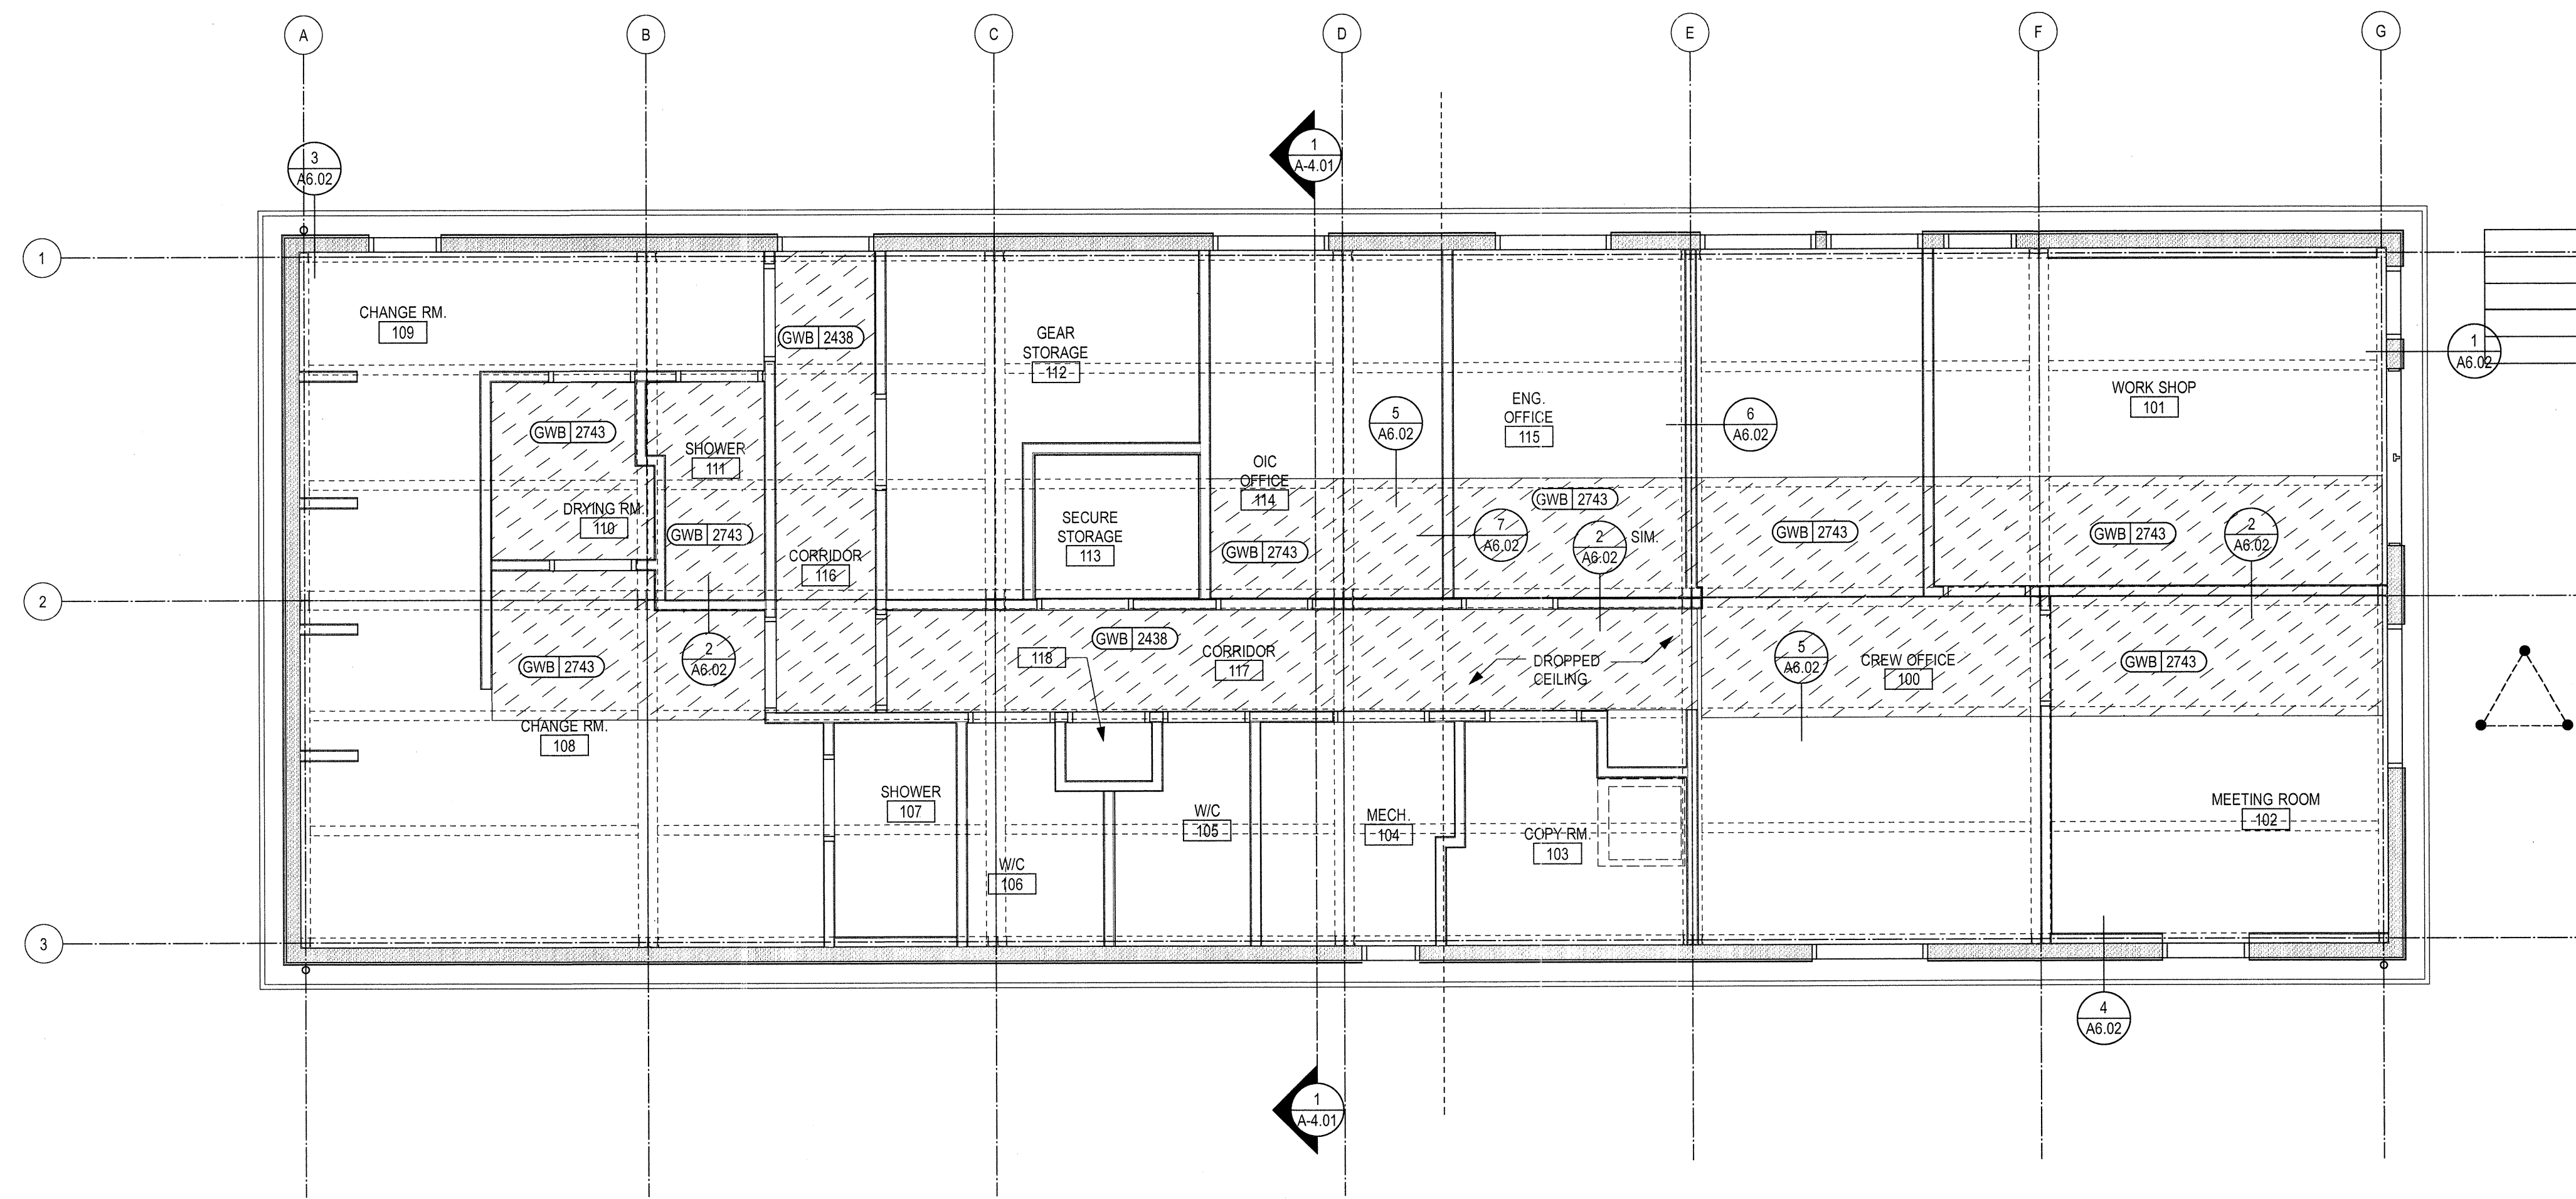 A
B
C
D
E
F
G
3
A6.02
1
A-4.01
1
CHANGE RM.
109
GWB 2438
GEAR
STORAGE
112
1
A6.02
WORK SHOP
101
ENG.
OFFICE
115
5
A6.02
6
A6.02
GWB 2743
SHOWER
111
OIC
OFFICE
114
GWB 2743
DRYING RM.
110
GWB 2743
SECURE
STORAGE
113
GWB 2743
7
A6.02
2
A6.02
SIM.
GWB 2743
GWB 2743
2
A6.02
CORRIDOR
116
2
GWB 2438
118
CORRIDOR
117
DROPPED
CEILING
5
A6.02
CREW OFFICE
100
GWB 2743
GWB 2743
2
A6.02
CHANGE RM.
108
SHOWER
107
W/C
105
MECH.
104
COPY RM.
103
MEETING ROOM
102
W/C
106
3
4
A6.02
1
A-4.01